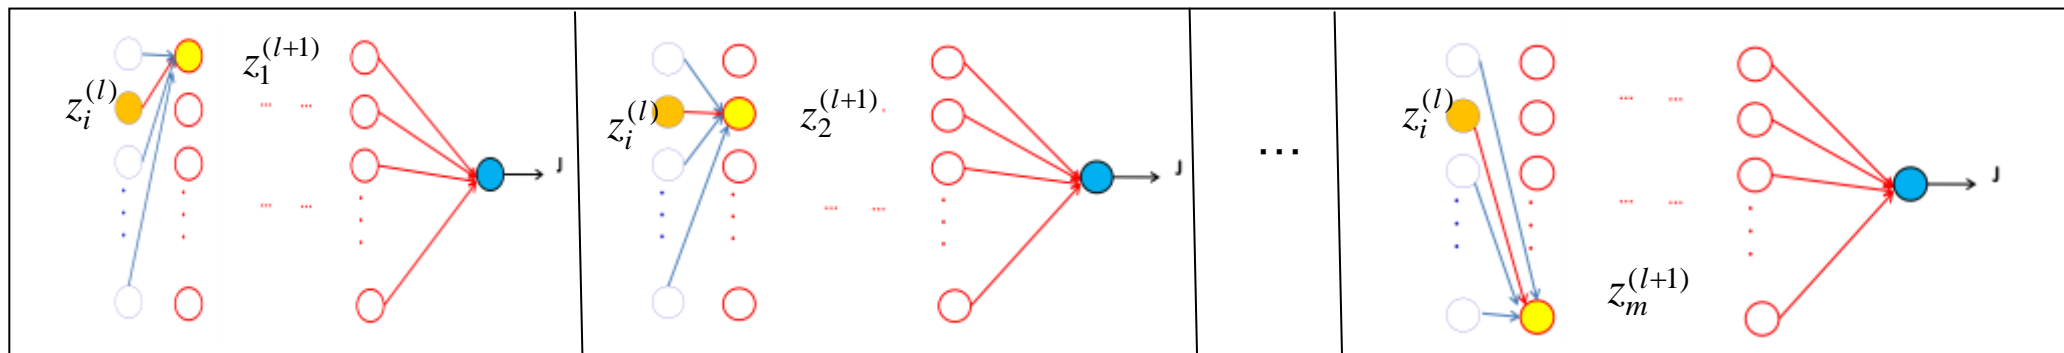 z_i^{(l)} z_1^{(l+1)} ... ... ... ... J
z_i^{(l)} z_2^{(l+1)} ... ... J
...
z_i^{(l)} ... ... ... ... z_m^{(l+1)} J